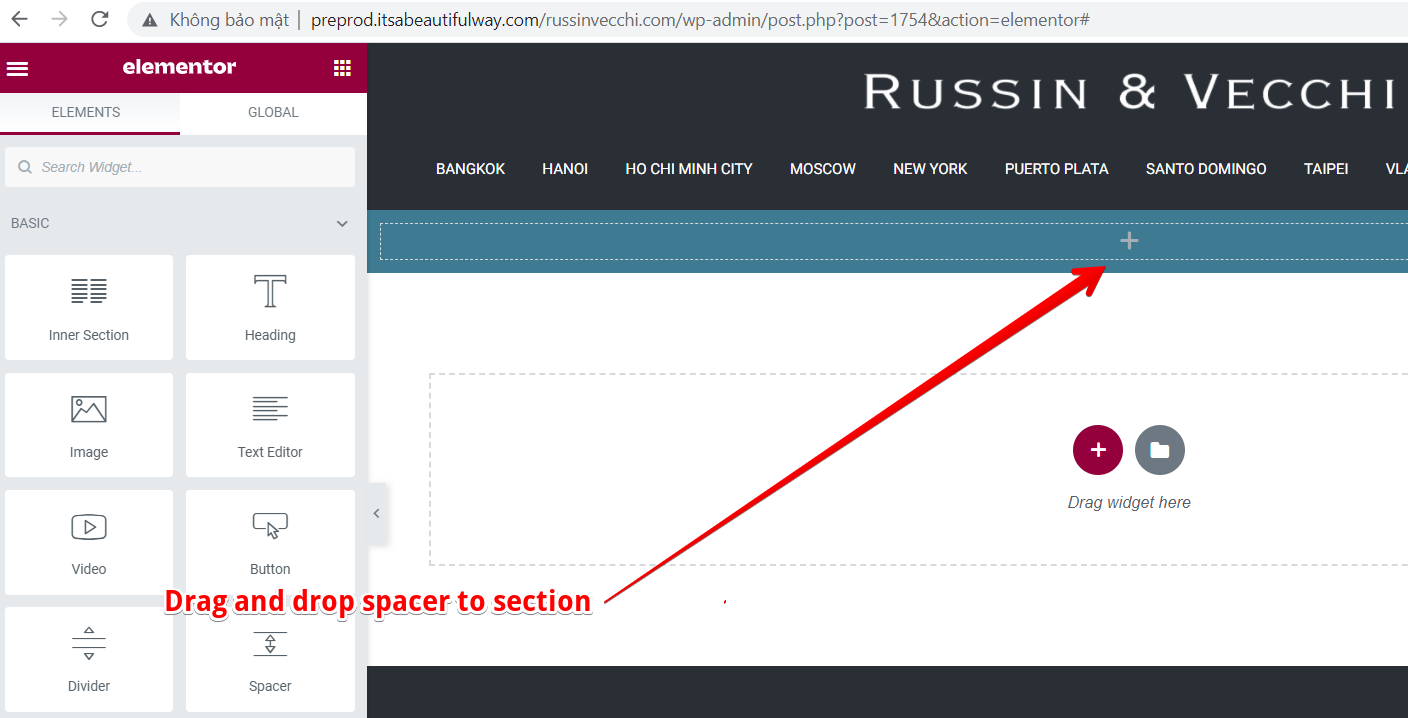 Không bảo mật | preprod.itsabeautifulway.com/russinvecchi.com/wp-admin/post.php?post=1754&action=elementor#
elementor
RUSSIN & VECCHI
ELEMENTS GLOBAL
Search Widget...
BANGKOK HANOI HO CHI MINH CITY MOSCOW NEW YORK PUERTO PLATA SANTO DOMINGO TAIPEI VLA
BASIC
Inner Section Heading
Image Text Editor
Drag widget here
Video Button
Drag and drop spacer to section
Divider Spacer